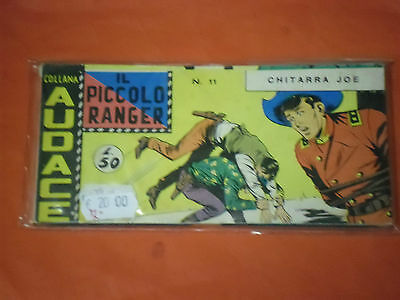 COLLANA
AUDACE
IL
PICCOLO
RANGER
N. 11
CHITARRA JOE
£ 50
€ 20.00